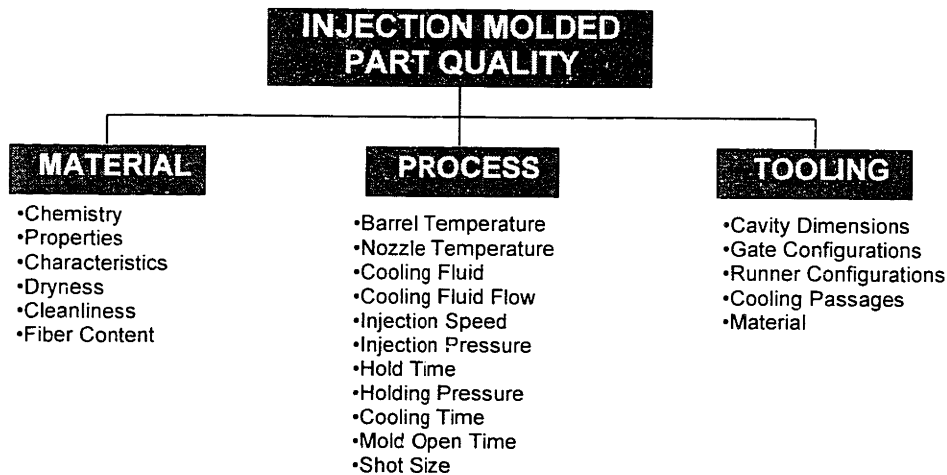 INJECTION MOLDED
PART QUALITY
MATERIAL
•Chemistry
•Properties
•Characteristics
•Dryness
•Cleanliness
•Fiber Content
PROCESS
•Barrel Temperature
•Nozzle Temperature
•Cooling Fluid
•Cooling Fluid Flow
•Injection Speed
•Injection Pressure
•Hold Time
•Holding Pressure
•Cooling Time
•Mold Open Time
•Shot Size
TOOLING
•Cavity Dimensions
•Gate Configurations
•Runner Configurations
•Cooling Passages
•Material